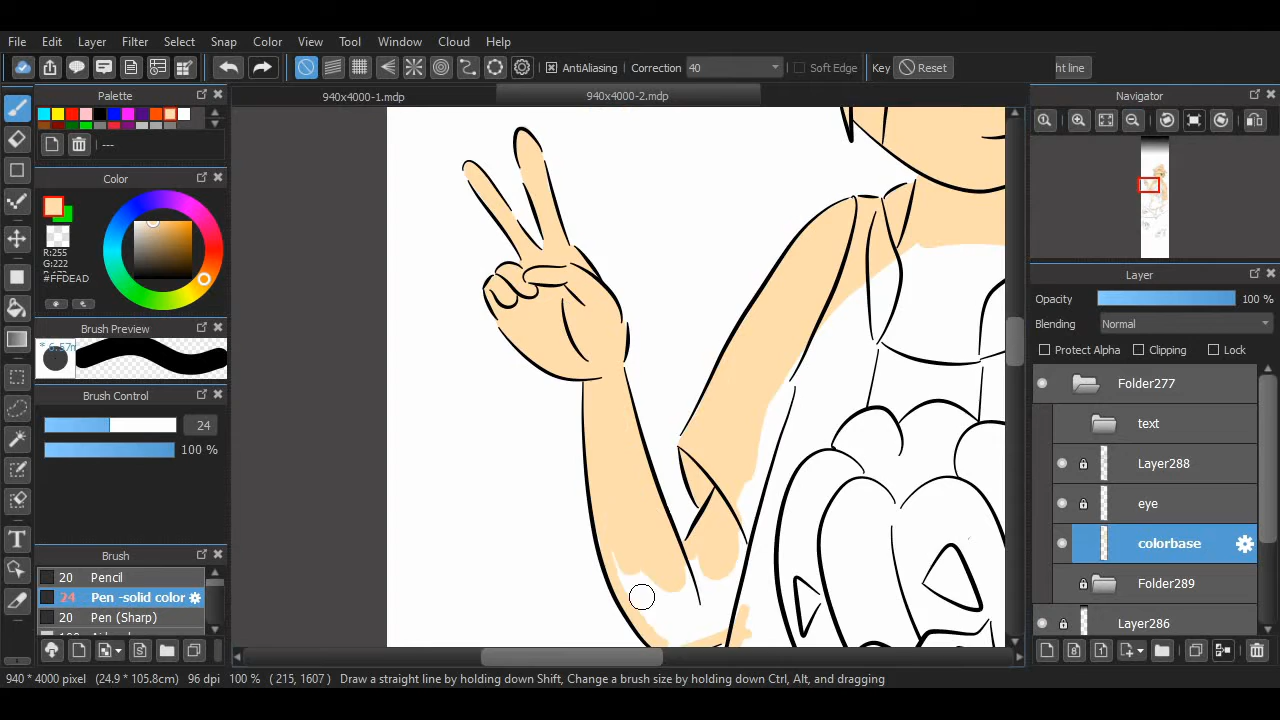 File Edit Layer Filter Select Snap Color View Tool Window Cloud Help
AntiAliasing Correction 40 Soft Edge Key Reset ht line
Palette
940x4000-1.mdp 940x4000-2.mdp
Navigator
---
Color
R:255
G:222
#FFDEAD
Layer
Opacity 100 %
Blending Normal
Brush Preview
* 6.57m
Protect Alpha Clipping Lock
Folder277
Brush Control
24
100 %
text
Layer288
eye
colorbase
Folder289
Layer286
Brush
20 Pencil
24 Pen -solid color
20 Pen (Sharp)
940 * 4000 pixel (24.9 * 105.8cm) 96 dpi 100 % ( 215, 1607 ) Draw a straight line by holding down Shift, Change a brush size by holding down Ctrl, Alt, and dragging